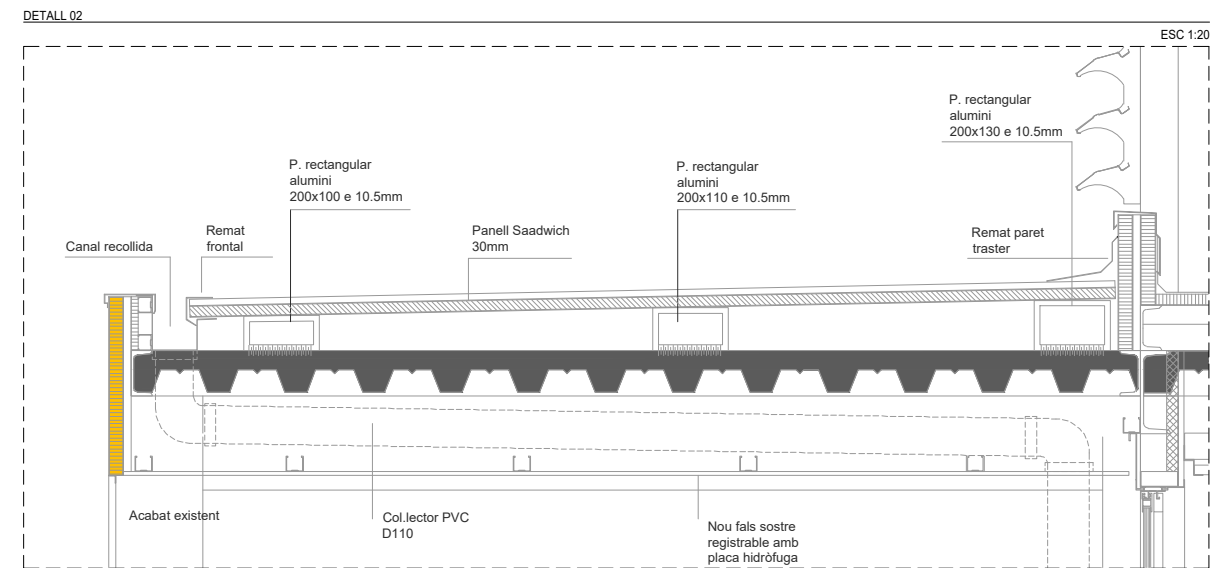 DETALL 02
ESC 1:20
P. rectangular
alumini
200x130 e 10.5mm
P. rectangular
alumini
200x100 e 10.5mm
P. rectangular
alumini
200x110 e 10.5mm
Canal recollida
Remat
frontal
Panell Saadwich
30mm
Remat paret
traster
Acabat existent
Col.lector PVC
D110
Nou fals sostre
registrable amb
placa hidròfuga